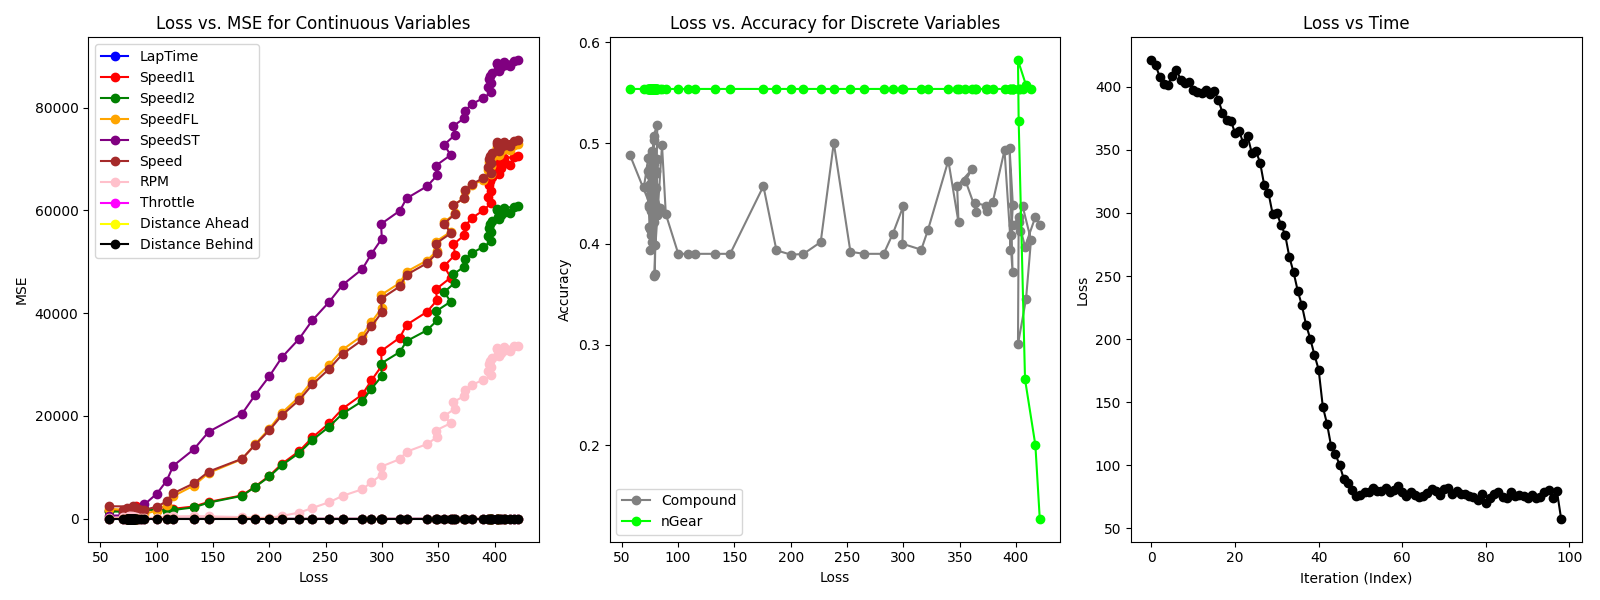 Loss vs. MSE for Continuous Variables
MSE
80000
60000
40000
20000
0
LapTime
SpeedI1
SpeedI2
SpeedFL
SpeedST
Speed
RPM
Throttle
Distance Ahead
Distance Behind
50 100 150 200 250 300 350 400
Loss
Loss vs. Accuracy for Discrete Variables
Accuracy
0.6
0.5
0.4
0.3
0.2
Compound
nGear
50 100 150 200 250 300 350 400
Loss
Loss vs Time
Loss
400
350
300
250
200
150
100
50
0 20 40 60 80 100
Iteration (Index)